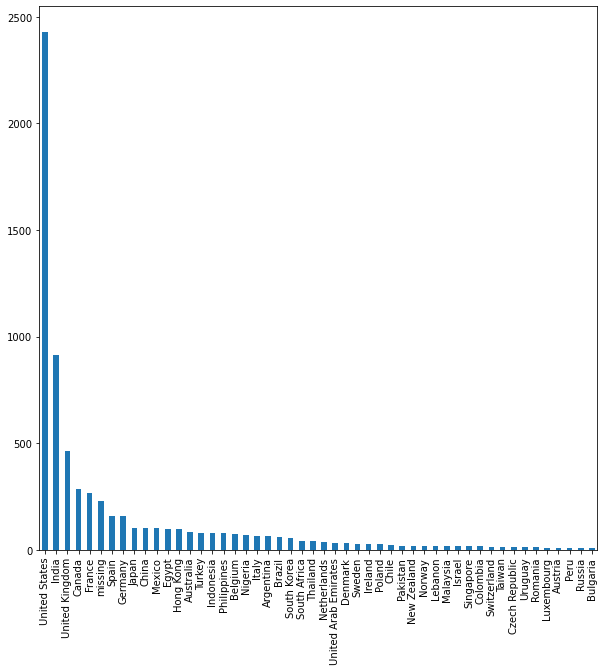 2500
2000
1500
1000
500
0
United States
India
United Kingdom
Canada
France
missing
Spain
Germany
Japan
China
Mexico
Egypt
Hong Kong
Australia
Turkey
Indonesia
Philippines
Belgium
Nigeria
Italy
Argentina
Brazil
South Korea
South Africa
Thailand
Netherlands
United Arab Emirates
Denmark
Sweden
Ireland
Poland
Chile
Pakistan
New Zealand
Norway
Lebanon
Malaysia
Israel
Singapore
Colombia
Switzerland
Taiwan
Czech Republic
Uruguay
Romania
Luxembourg
Austria
Peru
Russia
Bulgaria